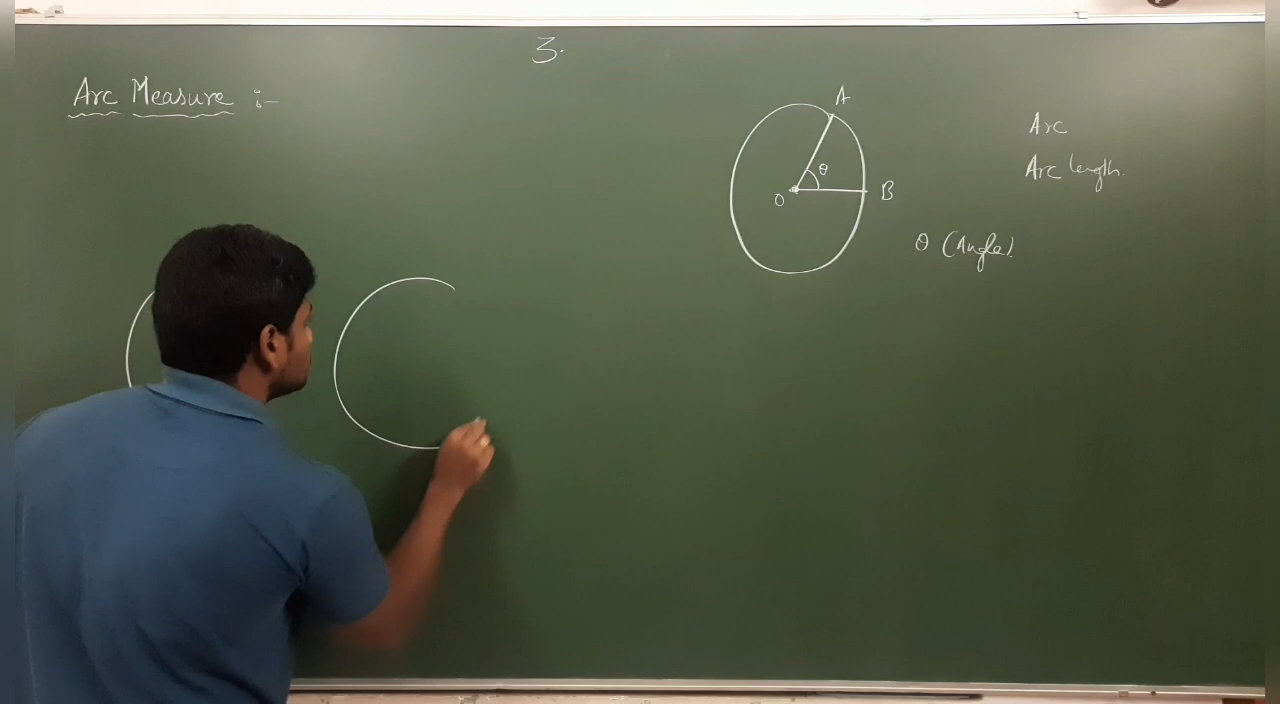 3.
Arc Measure :-
A
θ
O
B
Arc
Arc length.
θ (Angle)